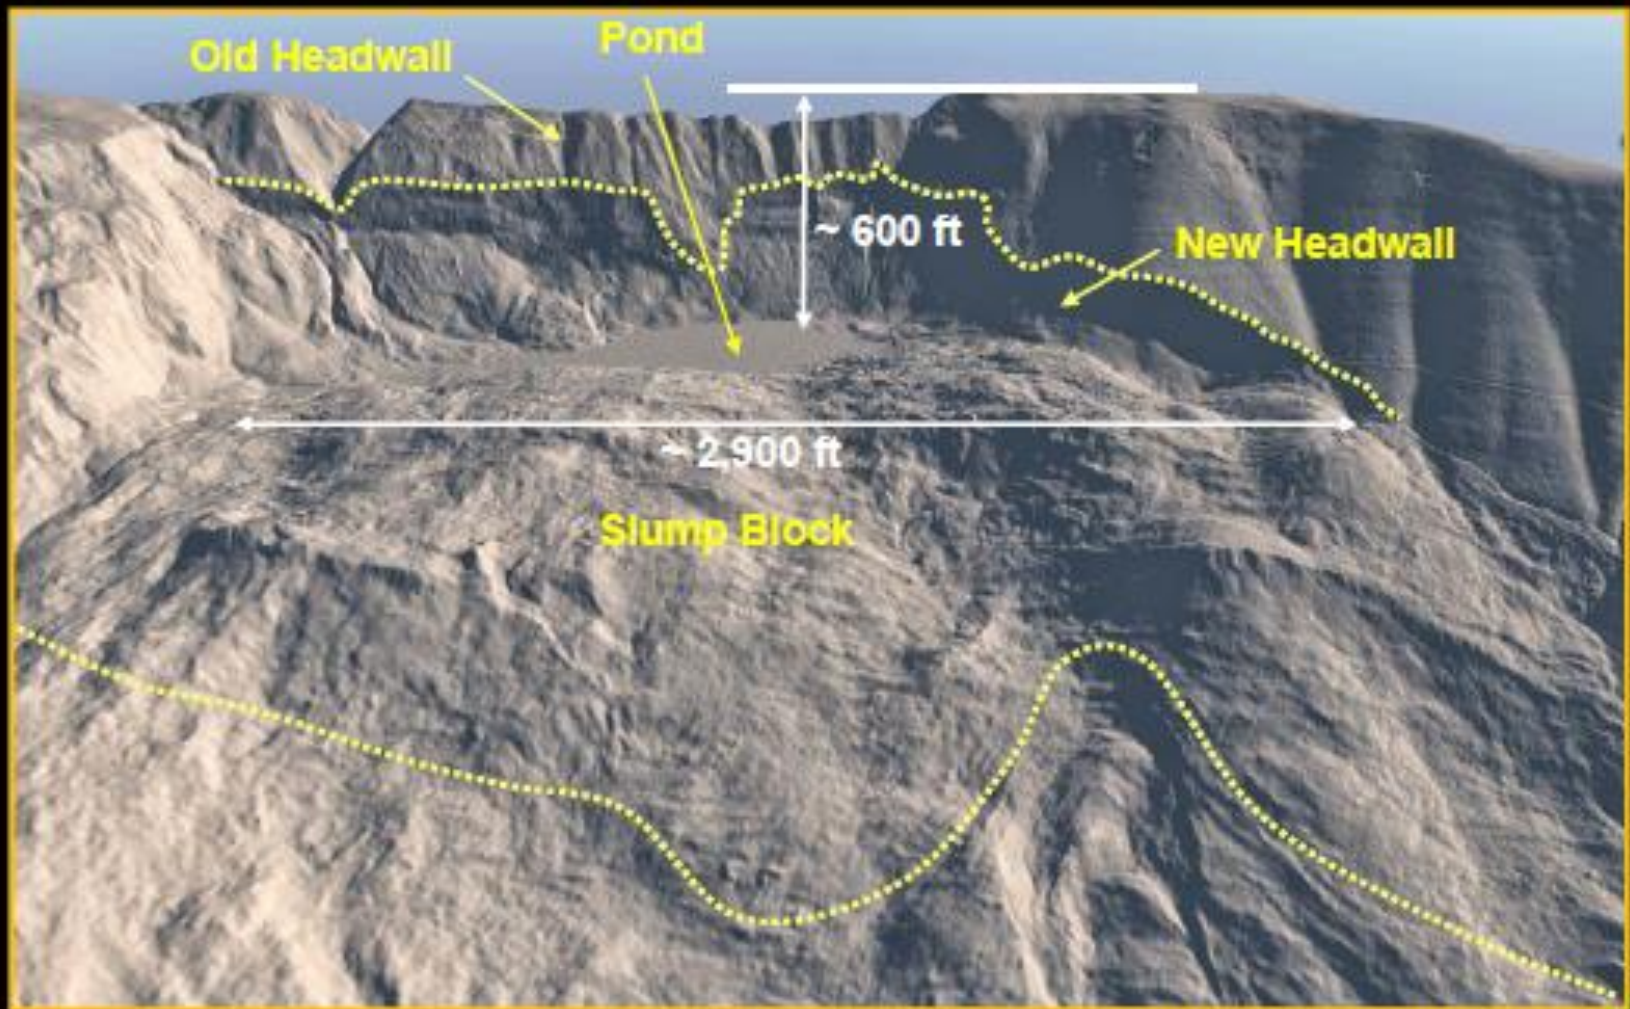 Old Headwall
Pond
~ 600 ft
New Headwall
~ 2,900 ft
Slump Block